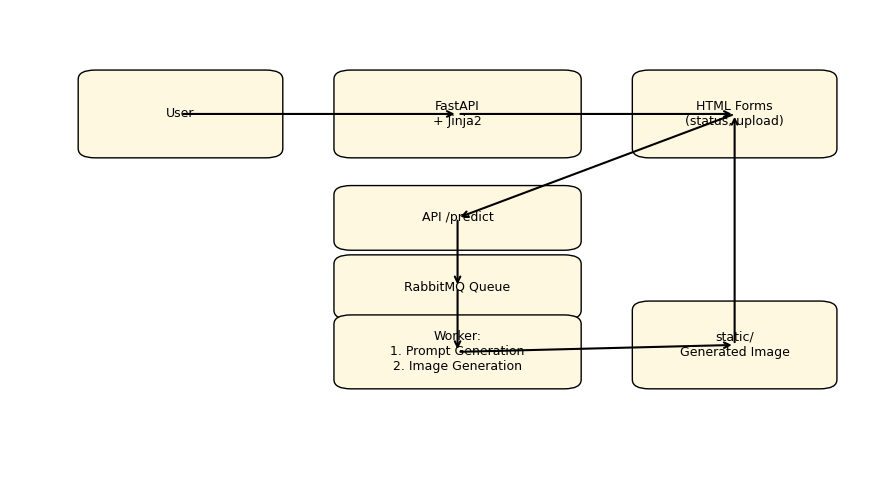 User
FastAPI
+ Jinja2
HTML Forms
(status, upload)
API /predict
RabbitMQ Queue
Worker:
1. Prompt Generation
2. Image Generation
static/
Generated Image